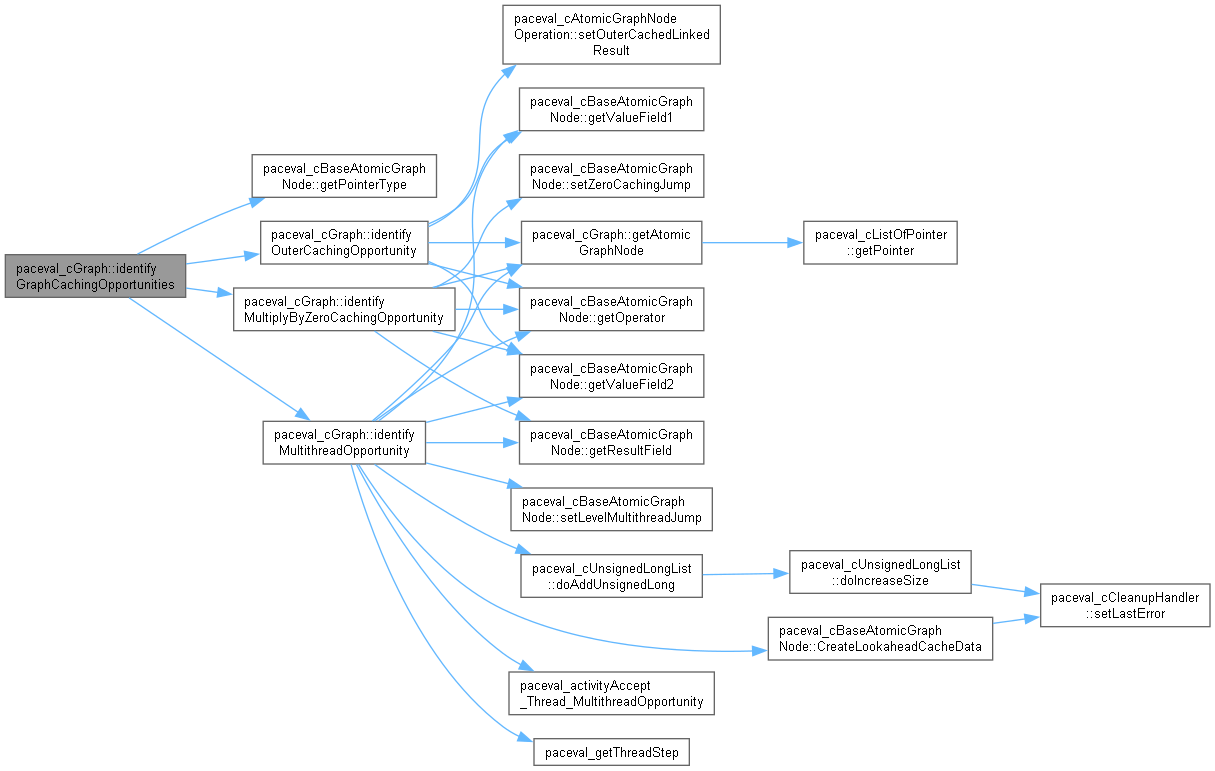 paceval_cAtomicGraphNode
Operation::setOuterCachedLinked
Result
paceval_cBaseAtomicGraph
Node::getValueField1
paceval_cBaseAtomicGraph
Node::getPointerType
paceval_cBaseAtomicGraph
Node::setZeroCachingJump
paceval_cGraph::identify
OuterCachingOpportunity
paceval_cGraph::getAtomic
GraphNode
paceval_cListOfPointer
::getPointer
paceval_cGraph::identify
GraphCachingOpportunities
paceval_cGraph::identify
MultiplyByZeroCachingOpportunity
paceval_cBaseAtomicGraph
Node::getOperator
paceval_cBaseAtomicGraph
Node::getValueField2
paceval_cGraph::identify
MultithreadOpportunity
paceval_cBaseAtomicGraph
Node::getResultField
paceval_cBaseAtomicGraph
Node::setLevelMultithreadJump
paceval_cUnsignedLongList
::doAddUnsignedLong
paceval_cUnsignedLongList
::doIncreaseSize
paceval_cCleanupHandler
::setLastError
paceval_cBaseAtomicGraph
Node::CreateLookaheadCacheData
paceval_activityAccept
_Thread_MultithreadOpportunity
paceval_getThreadStep